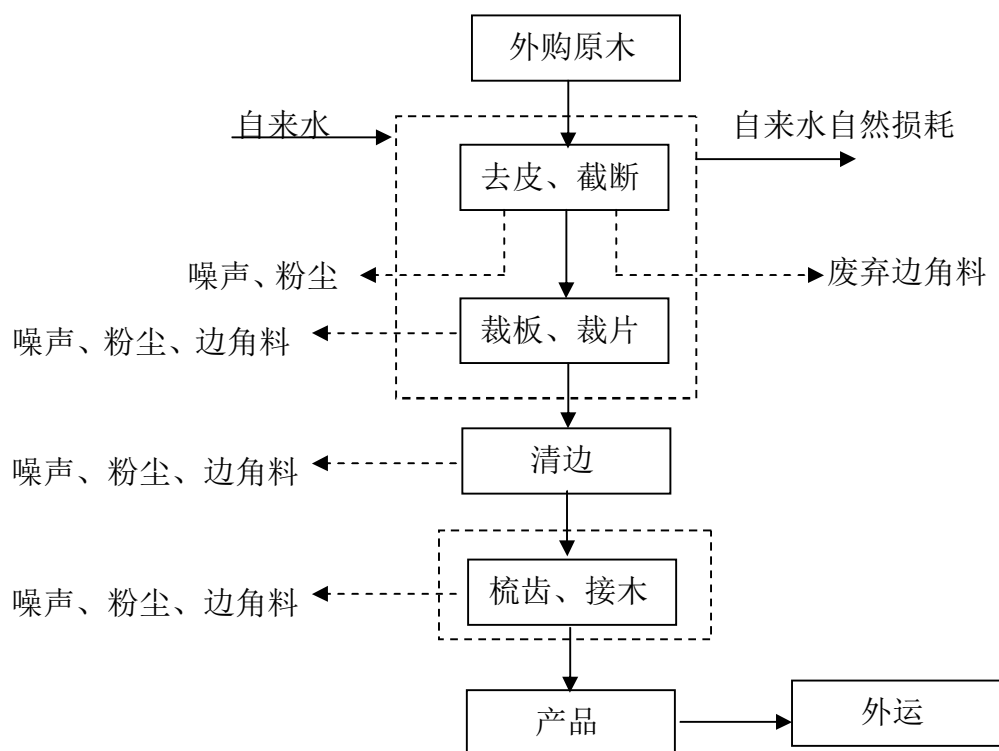 外购原木
自来水
自来水自然损耗
去皮、截断
噪声、粉尘
废弃边角料
裁板、裁片
噪声、粉尘、边角料
清边
噪声、粉尘、边角料
梳齿、接木
噪声、粉尘、边角料
产品
外运